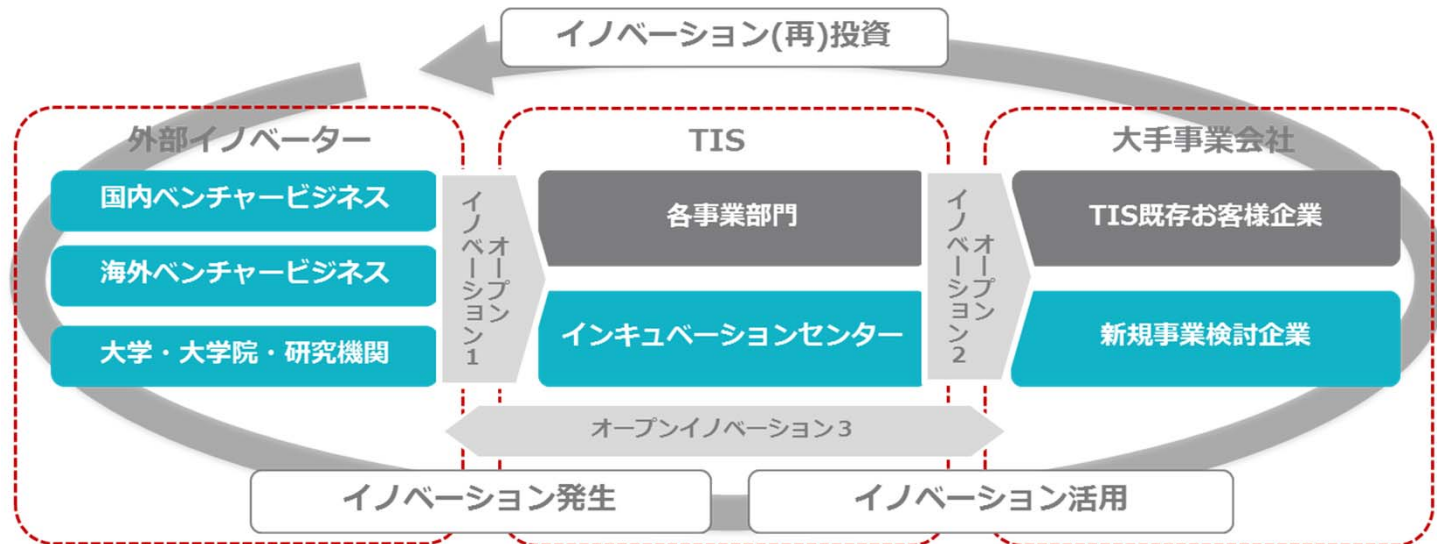 イノベーション(再)投資
外部イノベーター
国内ベンチャービジネス
海外ベンチャービジネス
大学・大学院・研究機関
オープン
イノベーション1
TIS
各事業部門
インキュベーションセンター
オープン
イノベーション2
大手事業会社
TIS既存お客様企業
新規事業検討企業
オープンイノベーション3
イノベーション発生
イノベーション活用